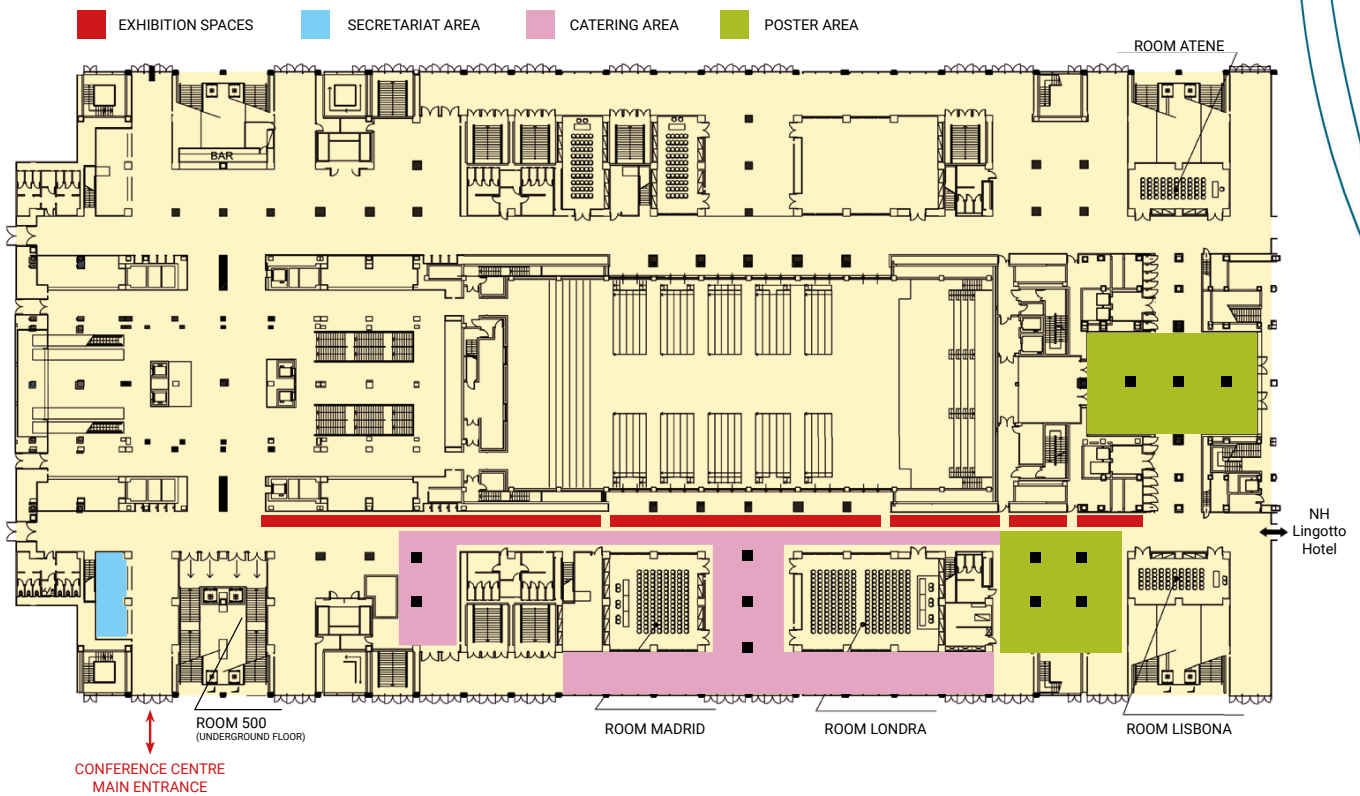 EXHIBITION SPACES
SECRETARIAT AREA
CATERING AREA
POSTER AREA
ROOM ATENE
BAR
NH
Lingotto
Hotel
ROOM 500
(UNDERGROUND FLOOR)
ROOM MADRID
ROOM LONDRA
ROOM LISBONA
CONFERENCE CENTRE
MAIN ENTRANCE